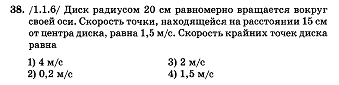 38. /1.1.6/ Диск радиусом 20 см равномерно вращается вокруг
своей оси. Скорость точки, находящейся на расстоянии 15 см
от центра диска, равна 1,5 м/с. Скорость крайних точек диска
равна
1) 4 м/с 3) 2 м/с
2) 0,2 м/с 4) 1,5 м/с